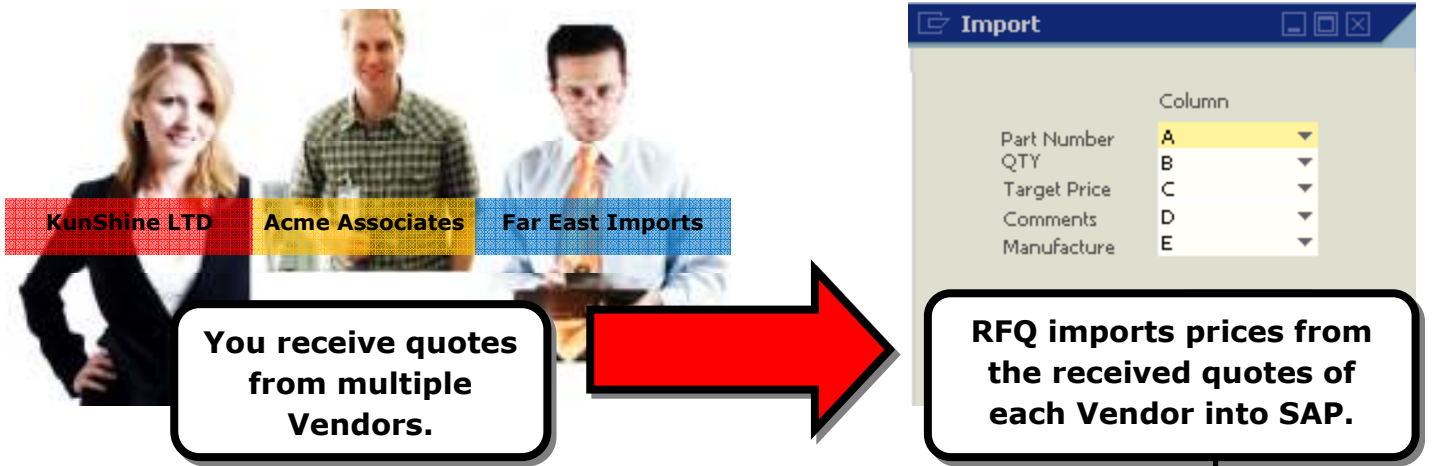 KunShine LTD
Acme Associates
Far East Imports
You receive quotes
from multiple
Vendors.
Import
Column
Part Number A
QTY B
Target Price C
Comments D
Manufacture E
RFQ imports prices from
the received quotes of
each Vendor into SAP.